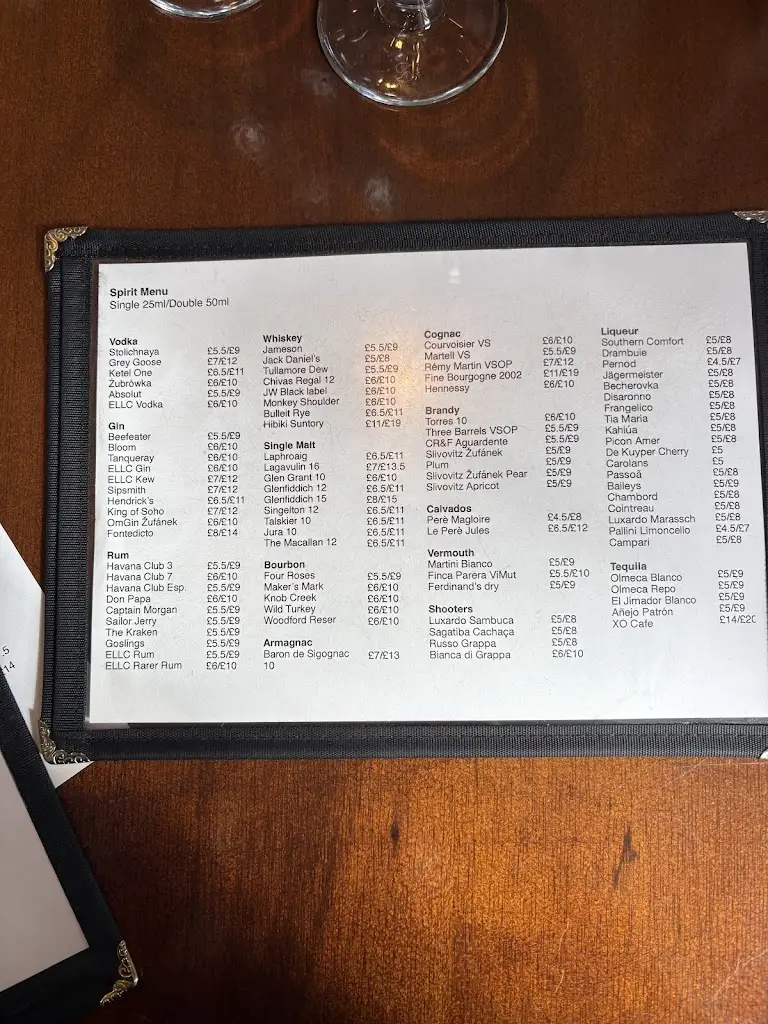 Spirit Menu
Single 25ml/Double 50ml
Vodka
Stolichnaya £5.5/£9
Grey Goose £7/£12
Ketel One £6.5/£11
Żubrówka £6/£10
Absolut £5.5/£9
ELLC Vodka £6/£10
Gin
Beefeater £5.5/£9
Bloom £6/£10
Tanqueray £6/£10
ELLC Gin £6/£10
ELLC Kew £7/£12
Sipsmith £7/£12
Hendrick's £6.5/£11
King of Soho £7/£12
OmGin Žufánek £6/£10
Fontedicto £8/£14
Rum
Havana Club 3 £5.5/£9
Havana Club 7 £6/£10
Havana Club Esp. £5.5/£9
Don Papa £6/£10
Captain Morgan £5.5/£9
Sailor Jerry £5.5/£9
The Kraken £5.5/£9
Goslings £5.5/£9
ELLC Rum £5.5/£9
ELLC Rarer Rum £6/£10
Whiskey
Jameson £5.5/£9
Jack Daniel's £5/£8
Tullamore Dew £5.5/£9
Chivas Regal 12 £6/£10
JW Black label £6/£10
Monkey Shoulder £6/£10
Bulleit Rye £6.5/£11
Hibiki Suntory £11/£19
Single Malt
Laphroaig £6.5/£11
Lagavulin 16 £7/£13.5
Glen Grant 10 £6/£10
Glenfiddich 12 £6.5/£11
Glenfiddich 15 £8/£15
Singelton 12 £6.5/£11
Talskier 10 £6.5/£11
Jura 10 £6.5/£11
The Macallan 12 £6.5/£11
Bourbon
Four Roses £5.5/£9
Maker's Mark £6/£10
Knob Creek £6/£10
Wild Turkey £6/£10
Woodford Reser £6/£10
Armagnac
Baron de Sigognac £7/£13
10
Cognac
Courvoisier VS £6/£10
Martell VS £5.5/£9
Rémy Martin VSOP £7/£12
Fine Bourgogne 2002 £11/£19
Hennessy £6/£10
Brandy
Torres 10 £6/£10
Three Barrels VSOP £5.5/£9
CR&F Aguardente £5.5/£9
Slivovitz Žufánek £5/£9
Plum £5/£9
Slivovitz Žufánek Pear £5/£9
Slivovitz Apricot £5/£9
Calvados
Perè Magloire £4.5/£8
Le Perè Jules £6.5/£12
Vermouth
Martini Bianco £5/£9
Finca Parera ViMut £5.5/£10
Ferdinand's dry £5/£9
Shooters
Luxardo Sambuca £5/£8
Sagatiba Cachaça £5/£8
Russo Grappa £5/£8
Bianca di Grappa £6/£10
Liqueur
Southern Comfort £5/£8
Drambuie £5/£8
Pernod £4.5/£7
Jägermeister £5/£8
Becherovka £5/£8
Disaronno £5/£8
Frangelico £5/£8
Tia Maria £5/£8
Kahlúa £5/£8
Picon Amer £5/£8
De Kuyper Cherry £5
Carolans £5
Passoã £5/£8
Baileys £5/£8
Chambord £5/£8
Cointreau £5/£8
Luxardo Marassch £5/£8
Pallini Limoncello £4.5/£7
Campari £5/£8
Tequila
Olmeca Blanco £5/£9
Olmeca Repo £5/£9
El Jimador Blanco £5/£9
Añejo Patrón £5/£9
XO Cafe £14/£20